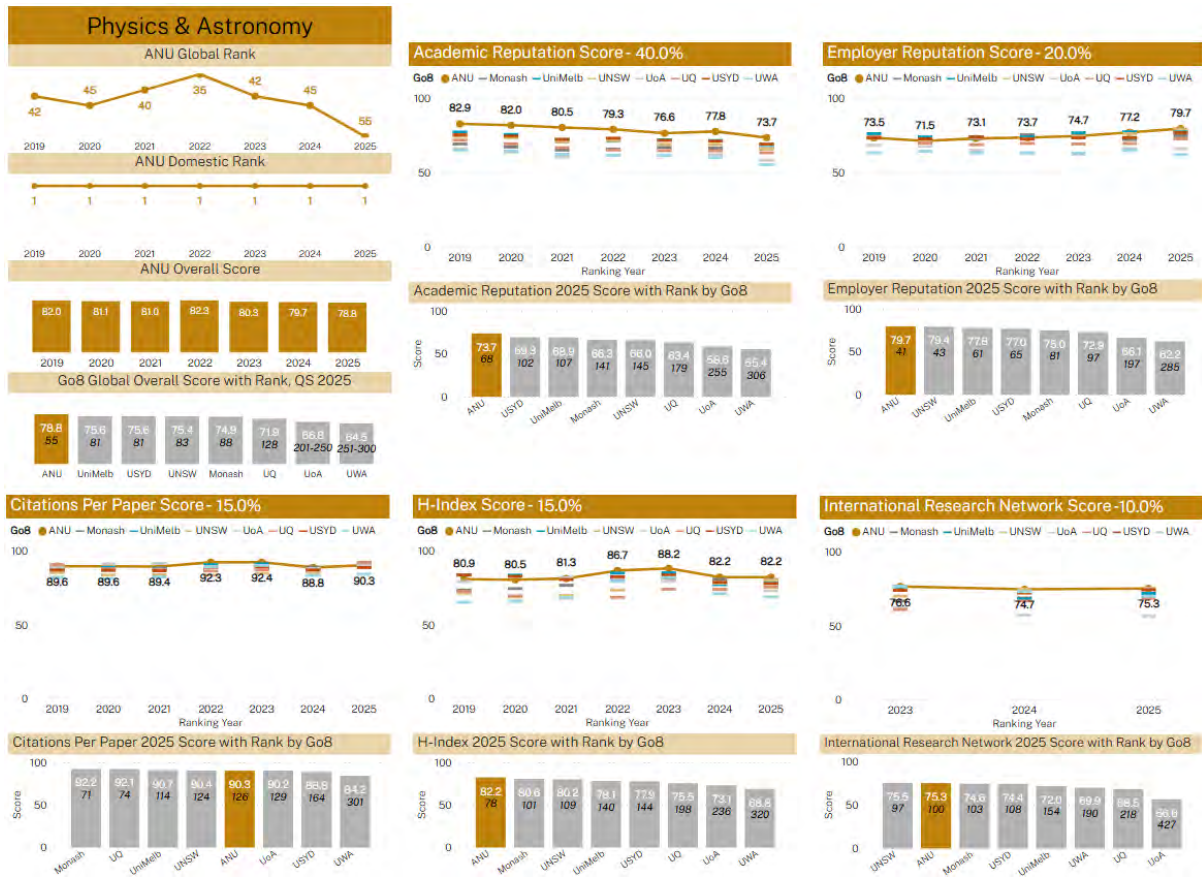 Physics & Astronomy
ANU Global Rank
42 45 40 35 42 45 55
2019 2020 2021 2022 2023 2024 2025
ANU Domestic Rank
1 1 1 1 1 1 1
2019 2020 2021 2022 2023 2024 2025
ANU Overall Score
82.0 81.1 81.0 82.3 80.3 79.7 78.8
2019 2020 2021 2022 2023 2024 2025
Go8 Global Overall Score with Rank, QS 2025
78.8 75.6 75.6 75.4 74.9 71.9 66.8 64.5
55 81 81 83 88 128 201-250 251-300
ANU UniMelb USYD UNSW Monash UQ UoA UWA
Academic Reputation Score - 40.0%
Go8 ANU Monash UniMelb UNSW UoA UQ USYD UWA
100
82.9 82.0 80.5 79.3 76.6 77.8 73.7
50
0
2019 2020 2021 2022 2023 2024 2025
Ranking Year
Academic Reputation 2025 Score with Rank by Go8
100
Score
50
0
73.7 69.3 68.9 66.3 66.0 63.4 58.6 55.4
68 102 107 141 145 179 255 306
ANU USYD UniMelb Monash UNSW UQ UoA UWA
Employer Reputation Score - 20.0%
Go8 ANU Monash UniMelb UNSW UoA UQ USYD UWA
100
73.5 71.5 73.1 73.7 74.7 77.2 79.7
50
0
2019 2020 2021 2022 2023 2024 2025
Ranking Year
Employer Reputation 2025 Score with Rank by Go8
100
Score
50
0
79.7 79.4 77.8 77.0 75.0 72.9 66.1 62.2
41 43 61 65 81 97 197 285
ANU UNSW UniMelb USYD Monash UQ UoA UWA
Citations Per Paper Score - 15.0%
Go8 ANU Monash UniMelb UNSW UoA UQ USYD UWA
100
89.6 89.6 89.4 92.3 92.4 88.8 90.3
50
0
2019 2020 2021 2022 2023 2024 2025
Ranking Year
Citations Per Paper 2025 Score with Rank by Go8
100
Score
50
0
92.2 92.1 90.7 90.4 90.3 90.2 88.8 84.2
71 74 114 124 126 129 164 301
Monash UQ UniMelb UNSW ANU UoA USYD UWA
H-Index Score - 15.0%
Go8 ANU Monash UniMelb UNSW UoA UQ USYD UWA
100
80.9 80.5 81.3 86.7 88.2 82.2 82.2
50
0
2019 2020 2021 2022 2023 2024 2025
Ranking Year
H-Index 2025 Score with Rank by Go8
100
Score
50
0
82.2 80.6 80.2 78.1 77.9 75.5 73.1 68.8
78 101 109 140 144 198 236 320
ANU Monash UNSW UniMelb USYD UQ UoA UWA
International Research Network Score -10.0%
Go8 ANU Monash UniMelb UNSW UoA UQ USYD UWA
100
76.6 74.7 75.3
50
0
2023 2024 2025
Ranking Year
International Research Network 2025 Score with Rank by Go8
100
Score
50
0
75.5 75.3 74.8 74.4 72.0 69.9 68.5
97 100 103 108 154 190 218 427
UNSW ANU Monash USYD UniMelb UWA UQ UoA